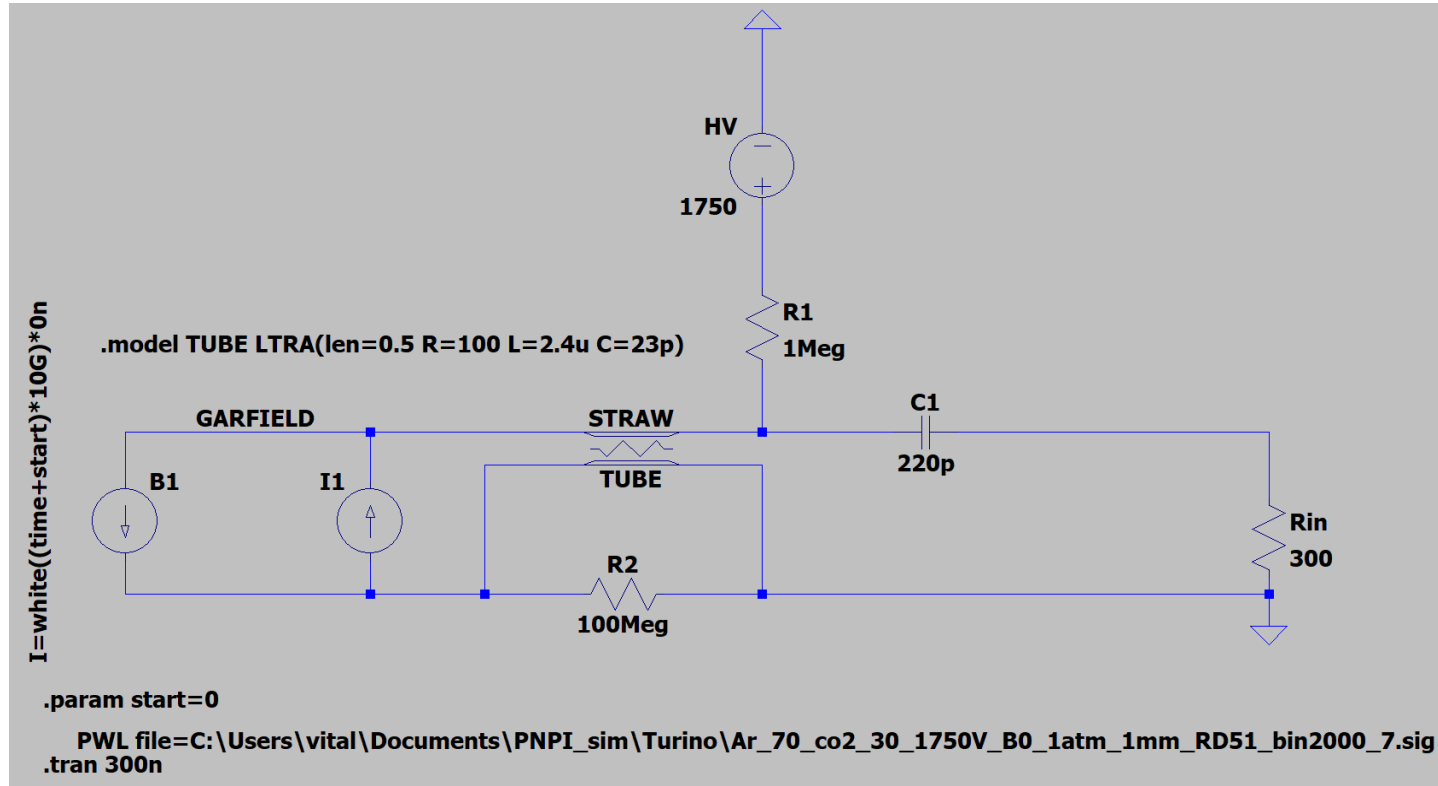 HV
1750
R1
1Meg
.model TUBE LTRA(len=0.5 R=100 L=2.4u C=23p)
I=white((time+start)*10G)*0n
GARFIELD
STRAW
TUBE
C1
220p
B1
I1
Rin
300
R2
100Meg
.param start=0
PWL file=C:\Users\vital\Documents\PNPI_sim\Turino\Ar_70_co2_30_1750V_B0_1atm_1mm_RD51_bin2000_7.sig
.tran 300n